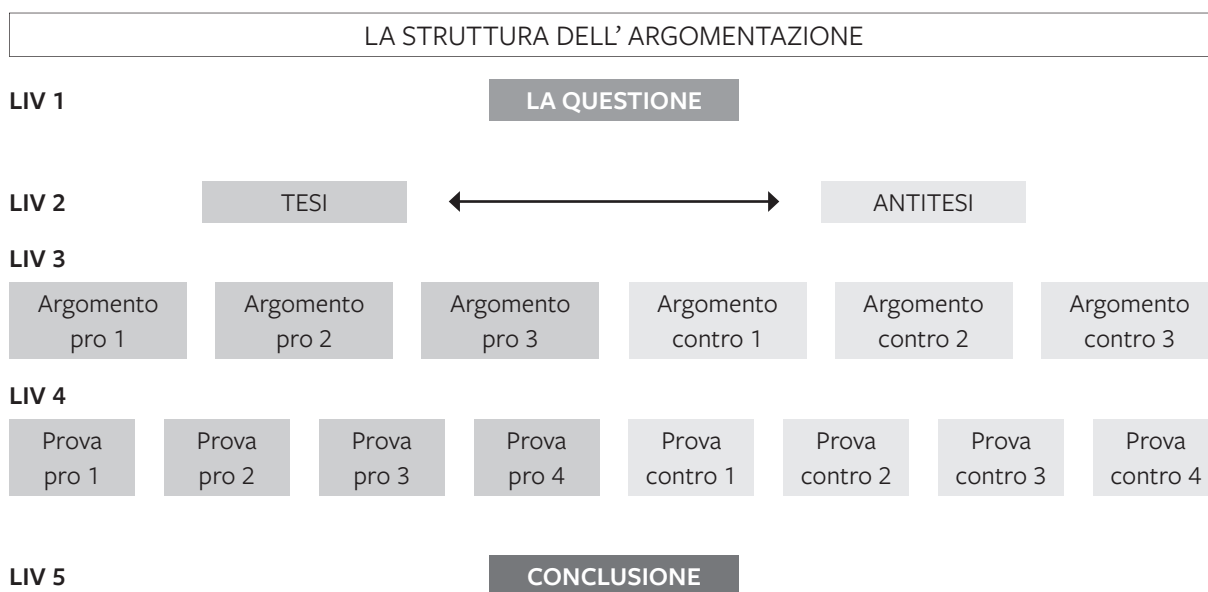 LA STRUTTURA DELL’ ARGOMENTAZIONE
LIV 1
LA QUESTIONE
LIV 2
TESI
ANTITESI
LIV 3
Argomento
pro 1
Argomento
pro 2
Argomento
pro 3
Argomento
contro 1
Argomento
contro 2
Argomento
contro 3
LIV 4
Prova
pro 1
Prova
pro 2
Prova
pro 3
Prova
pro 4
Prova
contro 1
Prova
contro 2
Prova
contro 3
Prova
contro 4
LIV 5
CONCLUSIONE